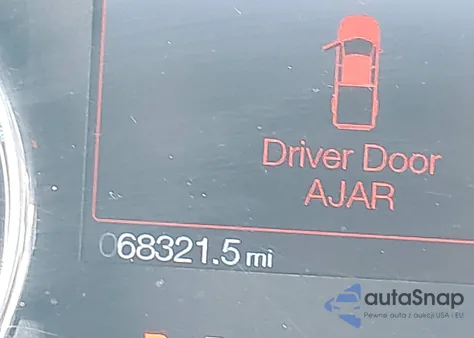 Driver Door
AJAR
068321.5 mi
autaSnap
Pewne auta z aukcji USA i EU